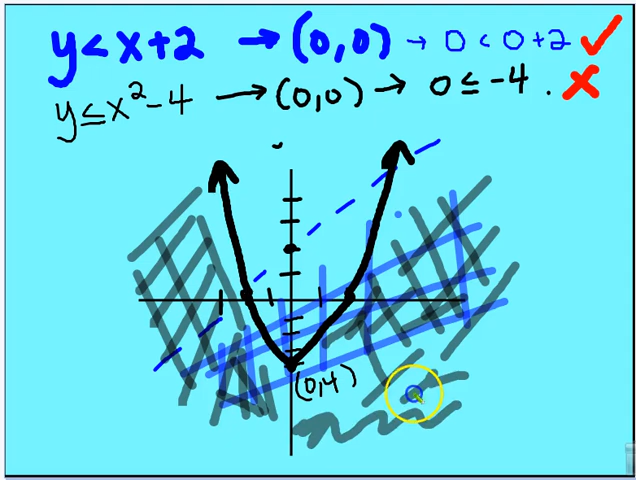 y < x + 2 → (0,0) → 0 < 0 + 2 ✓
y ≤ x² - 4 → (0,0) → 0 ≤ -4 . ✗
(0,4)